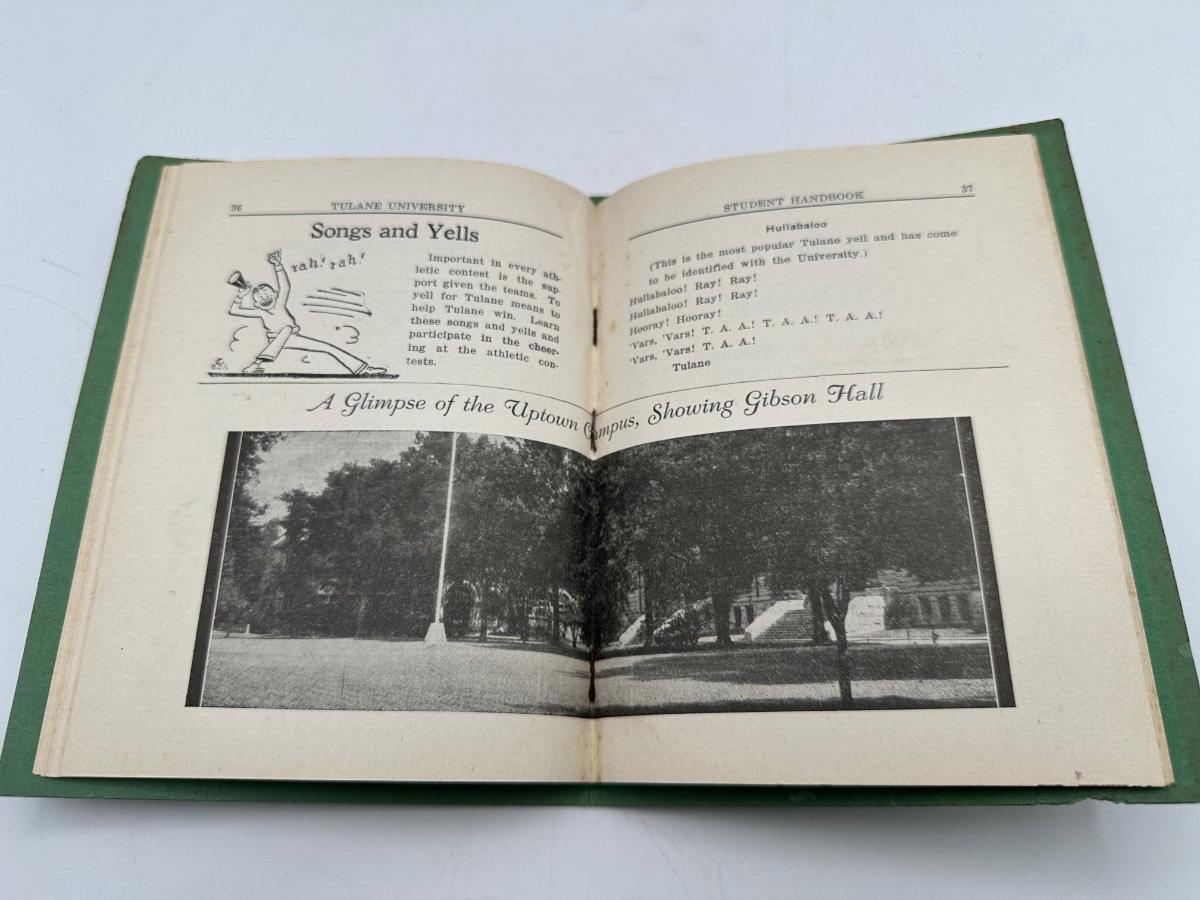 36
TULANE UNIVERSITY
Songs and Yells
rah! rah!
Important in every ath-
letic contest is the sup-
port given the teams. To
yell for Tulane means to
help Tulane win. Learn
these songs and yells and
participate in the cheer-
ing at the athletic con-
tests.
STUDENT HANDBOOK
37
Hullabaloo
(This is the most popular Tulane yell and has come
to be identified with the University.)
Hullabaloo! Ray! Ray!
Hullabaloo! Ray! Ray!
Hooray! Hooray!
'Vars, 'Vars! T. A. A.! T. A. A.! T. A. A.!
'Vars, 'Vars! T. A. A.!
Tulane
A Glimpse of the Uptown Campus, Showing Gibson Hall